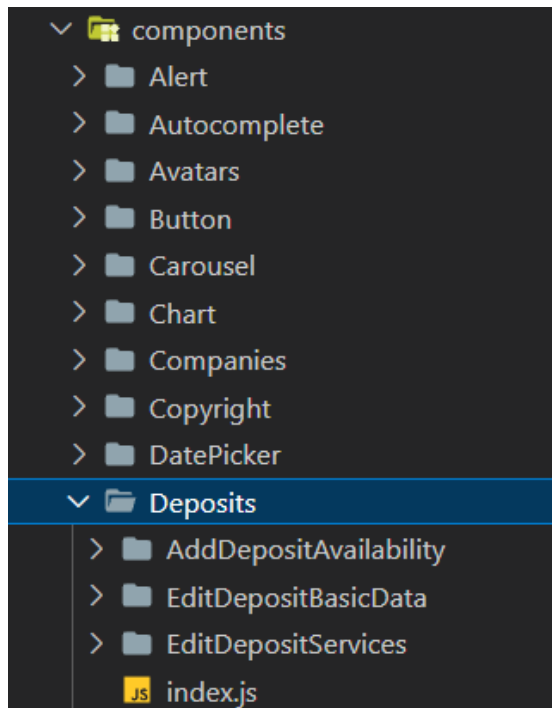 components
Alert
Autocomplete
Avatars
Button
Carousel
Chart
Companies
Copyright
DatePicker
Deposits
AddDepositAvailability
EditDepositBasicData
EditDepositServices
JS index.js